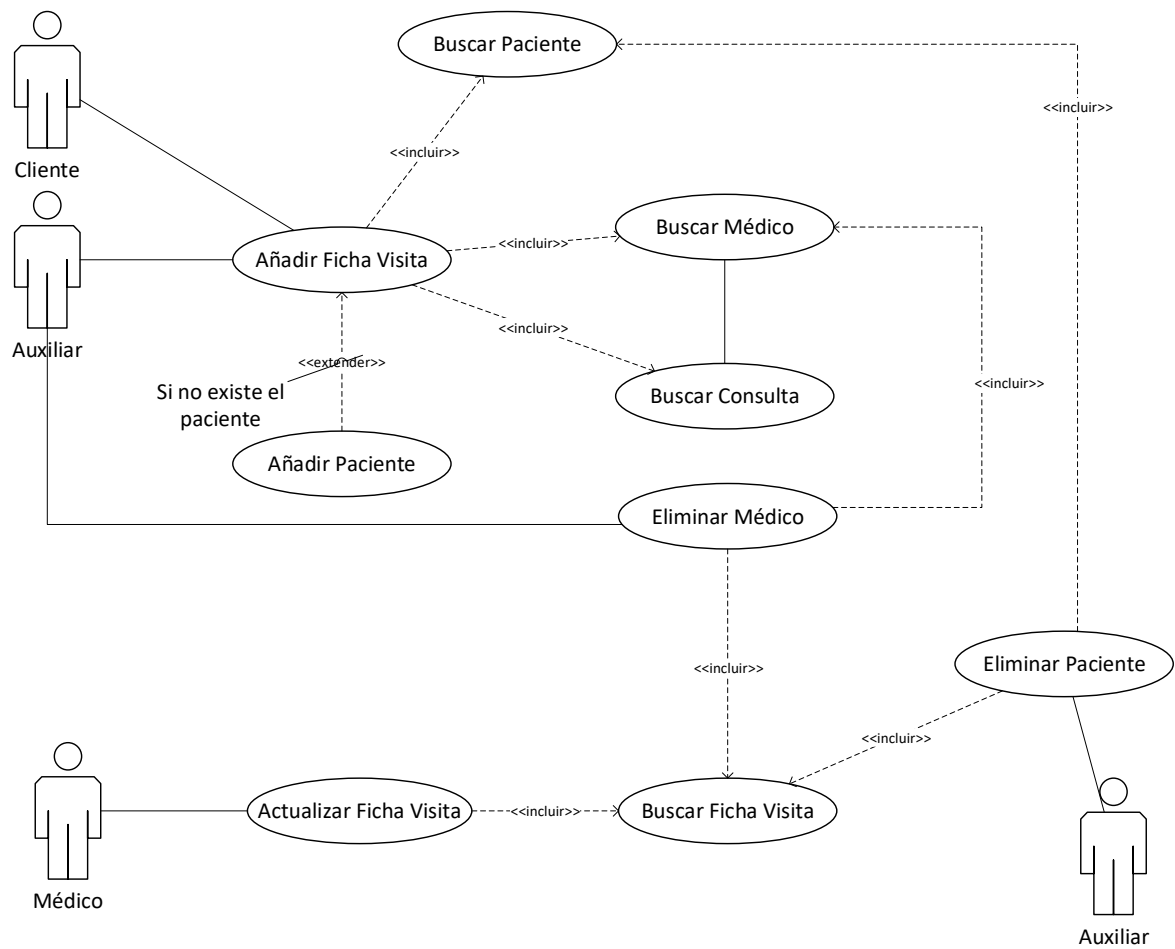 Buscar Paciente
<<incluir>>
Cliente
<<incluir>>
Buscar Médico
<<incluir>>
Añadir Ficha Visita
Auxiliar
<<incluir>>
<<extender>>
Si no existe el
paciente
<<incluir>>
Buscar Consulta
Añadir Paciente
Eliminar Médico
<<incluir>>
Eliminar Paciente
<<incluir>>
Actualizar Ficha Visita
<<incluir>>
Buscar Ficha Visita
Médico
Auxiliar